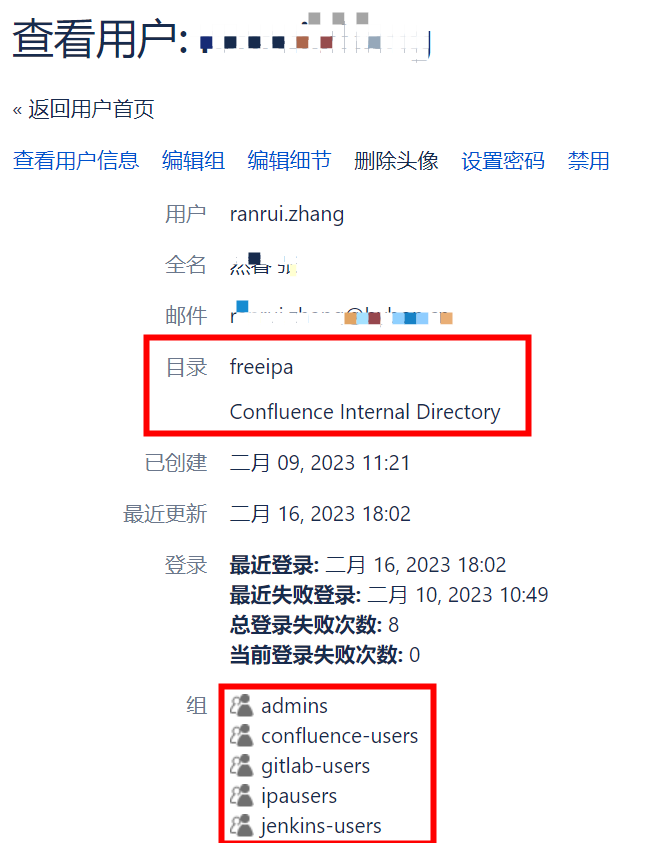 查看用户:
« 返回用户首页
查看用户信息 编辑组 编辑细节 删除头像 设置密码 禁用
用户 ranrui.zhang
全名
邮件
目录 freeipa
Confluence Internal Directory
已创建 二月 09, 2023 11:21
最近更新 二月 16, 2023 18:02
登录 最近登录: 二月 16, 2023 18:02
最近失败登录: 二月 10, 2023 10:49
总登录失败次数: 8
当前登录失败次数: 0
组 admins
confluence-users
gitlab-users
ipausers
jenkins-users